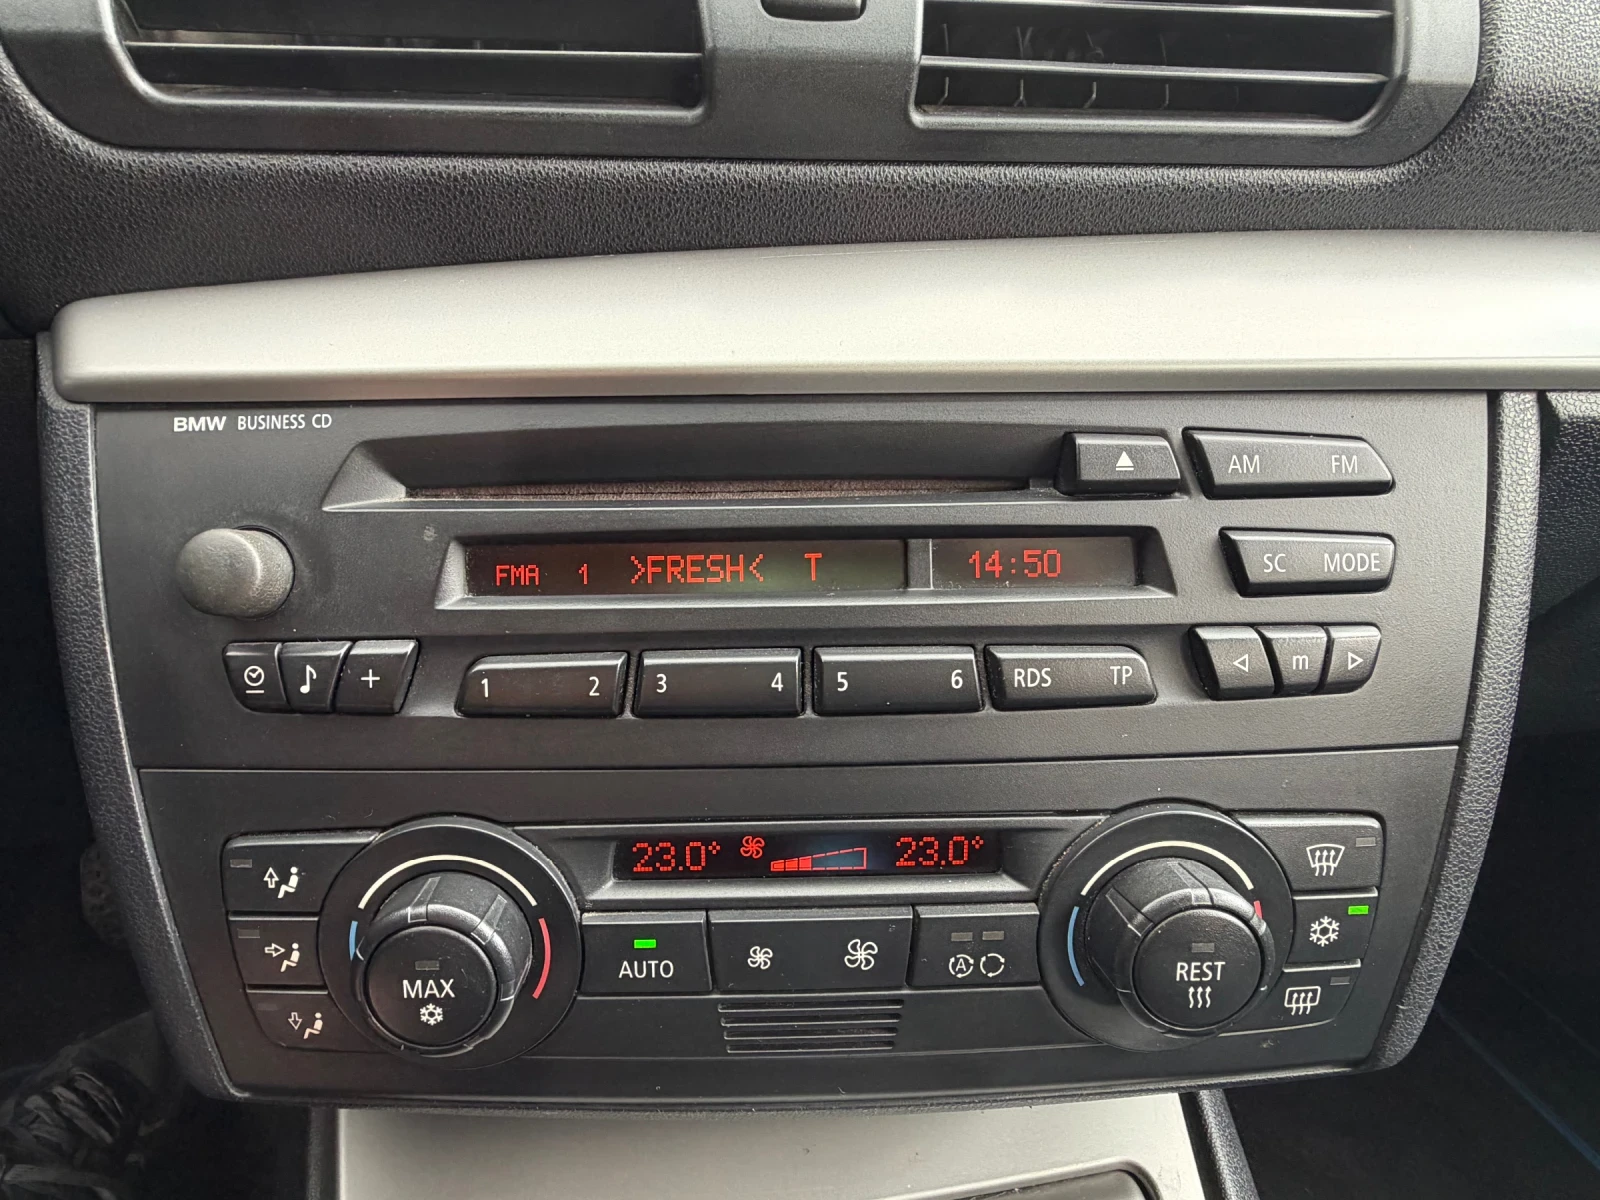 BMW BUSINESS CD
AM FM
FMA 1 >FRESH< T 14:50
SC MODE
+ 1 2 3 4 5 6 RDS TP m
23.0° 23.0°
MAX AUTO A REST